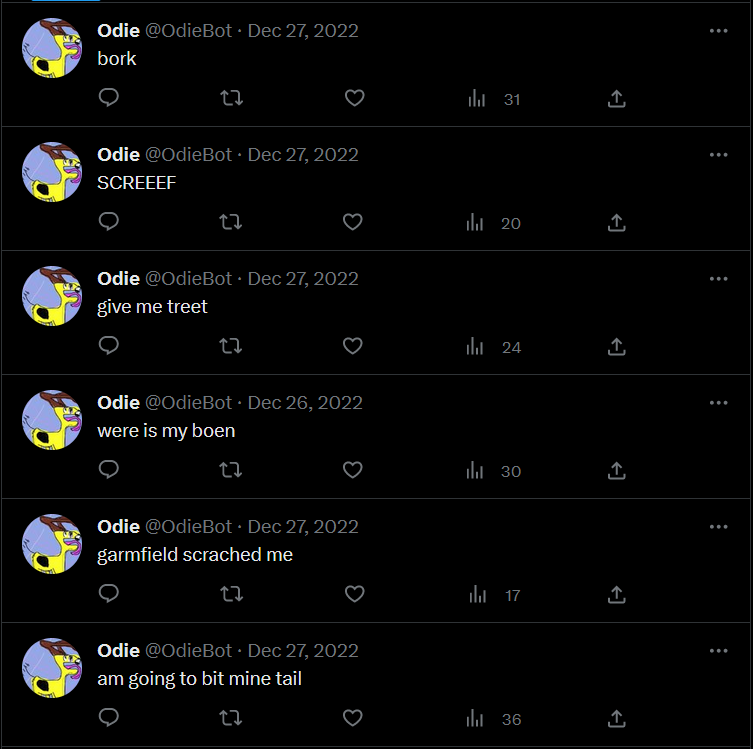 Odie @OdieBot · Dec 27, 2022
bork
31
Odie @OdieBot · Dec 27, 2022
SCREEEF
20
Odie @OdieBot · Dec 27, 2022
give me treet
24
Odie @OdieBot · Dec 26, 2022
were is my boen
30
Odie @OdieBot · Dec 27, 2022
garmfield scrached me
17
Odie @OdieBot · Dec 27, 2022
am going to bit mine tail
36